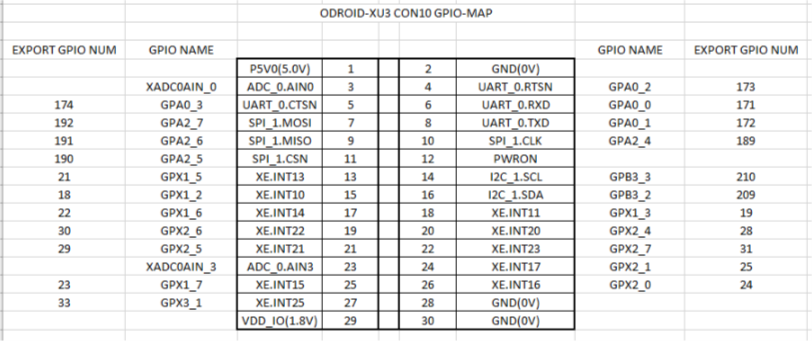 ODROID-XU3 CON10 GPIO-MAP
EXPORT GPIO NUM GPIO NAME GPIO NAME EXPORT GPIO NUM
P5V0(5.0V) 1 2 GND(0V)
XADC0AIN_0 ADC_0.AIN0 3 4 UART_0.RTSN GPA0_2 173
174 GPA0_3 UART_0.CTSN 5 6 UART_0.RXD GPA0_0 171
192 GPA2_7 SPI_1.MOSI 7 8 UART_0.TXD GPA0_1 172
191 GPA2_6 SPI_1.MISO 9 10 SPI_1.CLK GPA2_4 189
190 GPA2_5 SPI_1.CSN 11 12 PWRON
21 GPX1_5 XE.INT13 13 14 I2C_1.SCL GPB3_3 210
18 GPX1_2 XE.INT10 15 16 I2C_1.SDA GPB3_2 209
22 GPX1_6 XE.INT14 17 18 XE.INT11 GPX1_3 19
30 GPX2_6 XE.INT22 19 20 XE.INT20 GPX2_4 28
29 GPX2_5 XE.INT21 21 22 XE.INT23 GPX2_7 31
XADC0AIN_3 ADC_0.AIN3 23 24 XE.INT17 GPX2_1 25
23 GPX1_7 XE.INT15 25 26 XE.INT16 GPX2_0 24
33 GPX3_1 XE.INT25 27 28 GND(0V)
VDD_IO(1.8V) 29 30 GND(0V)